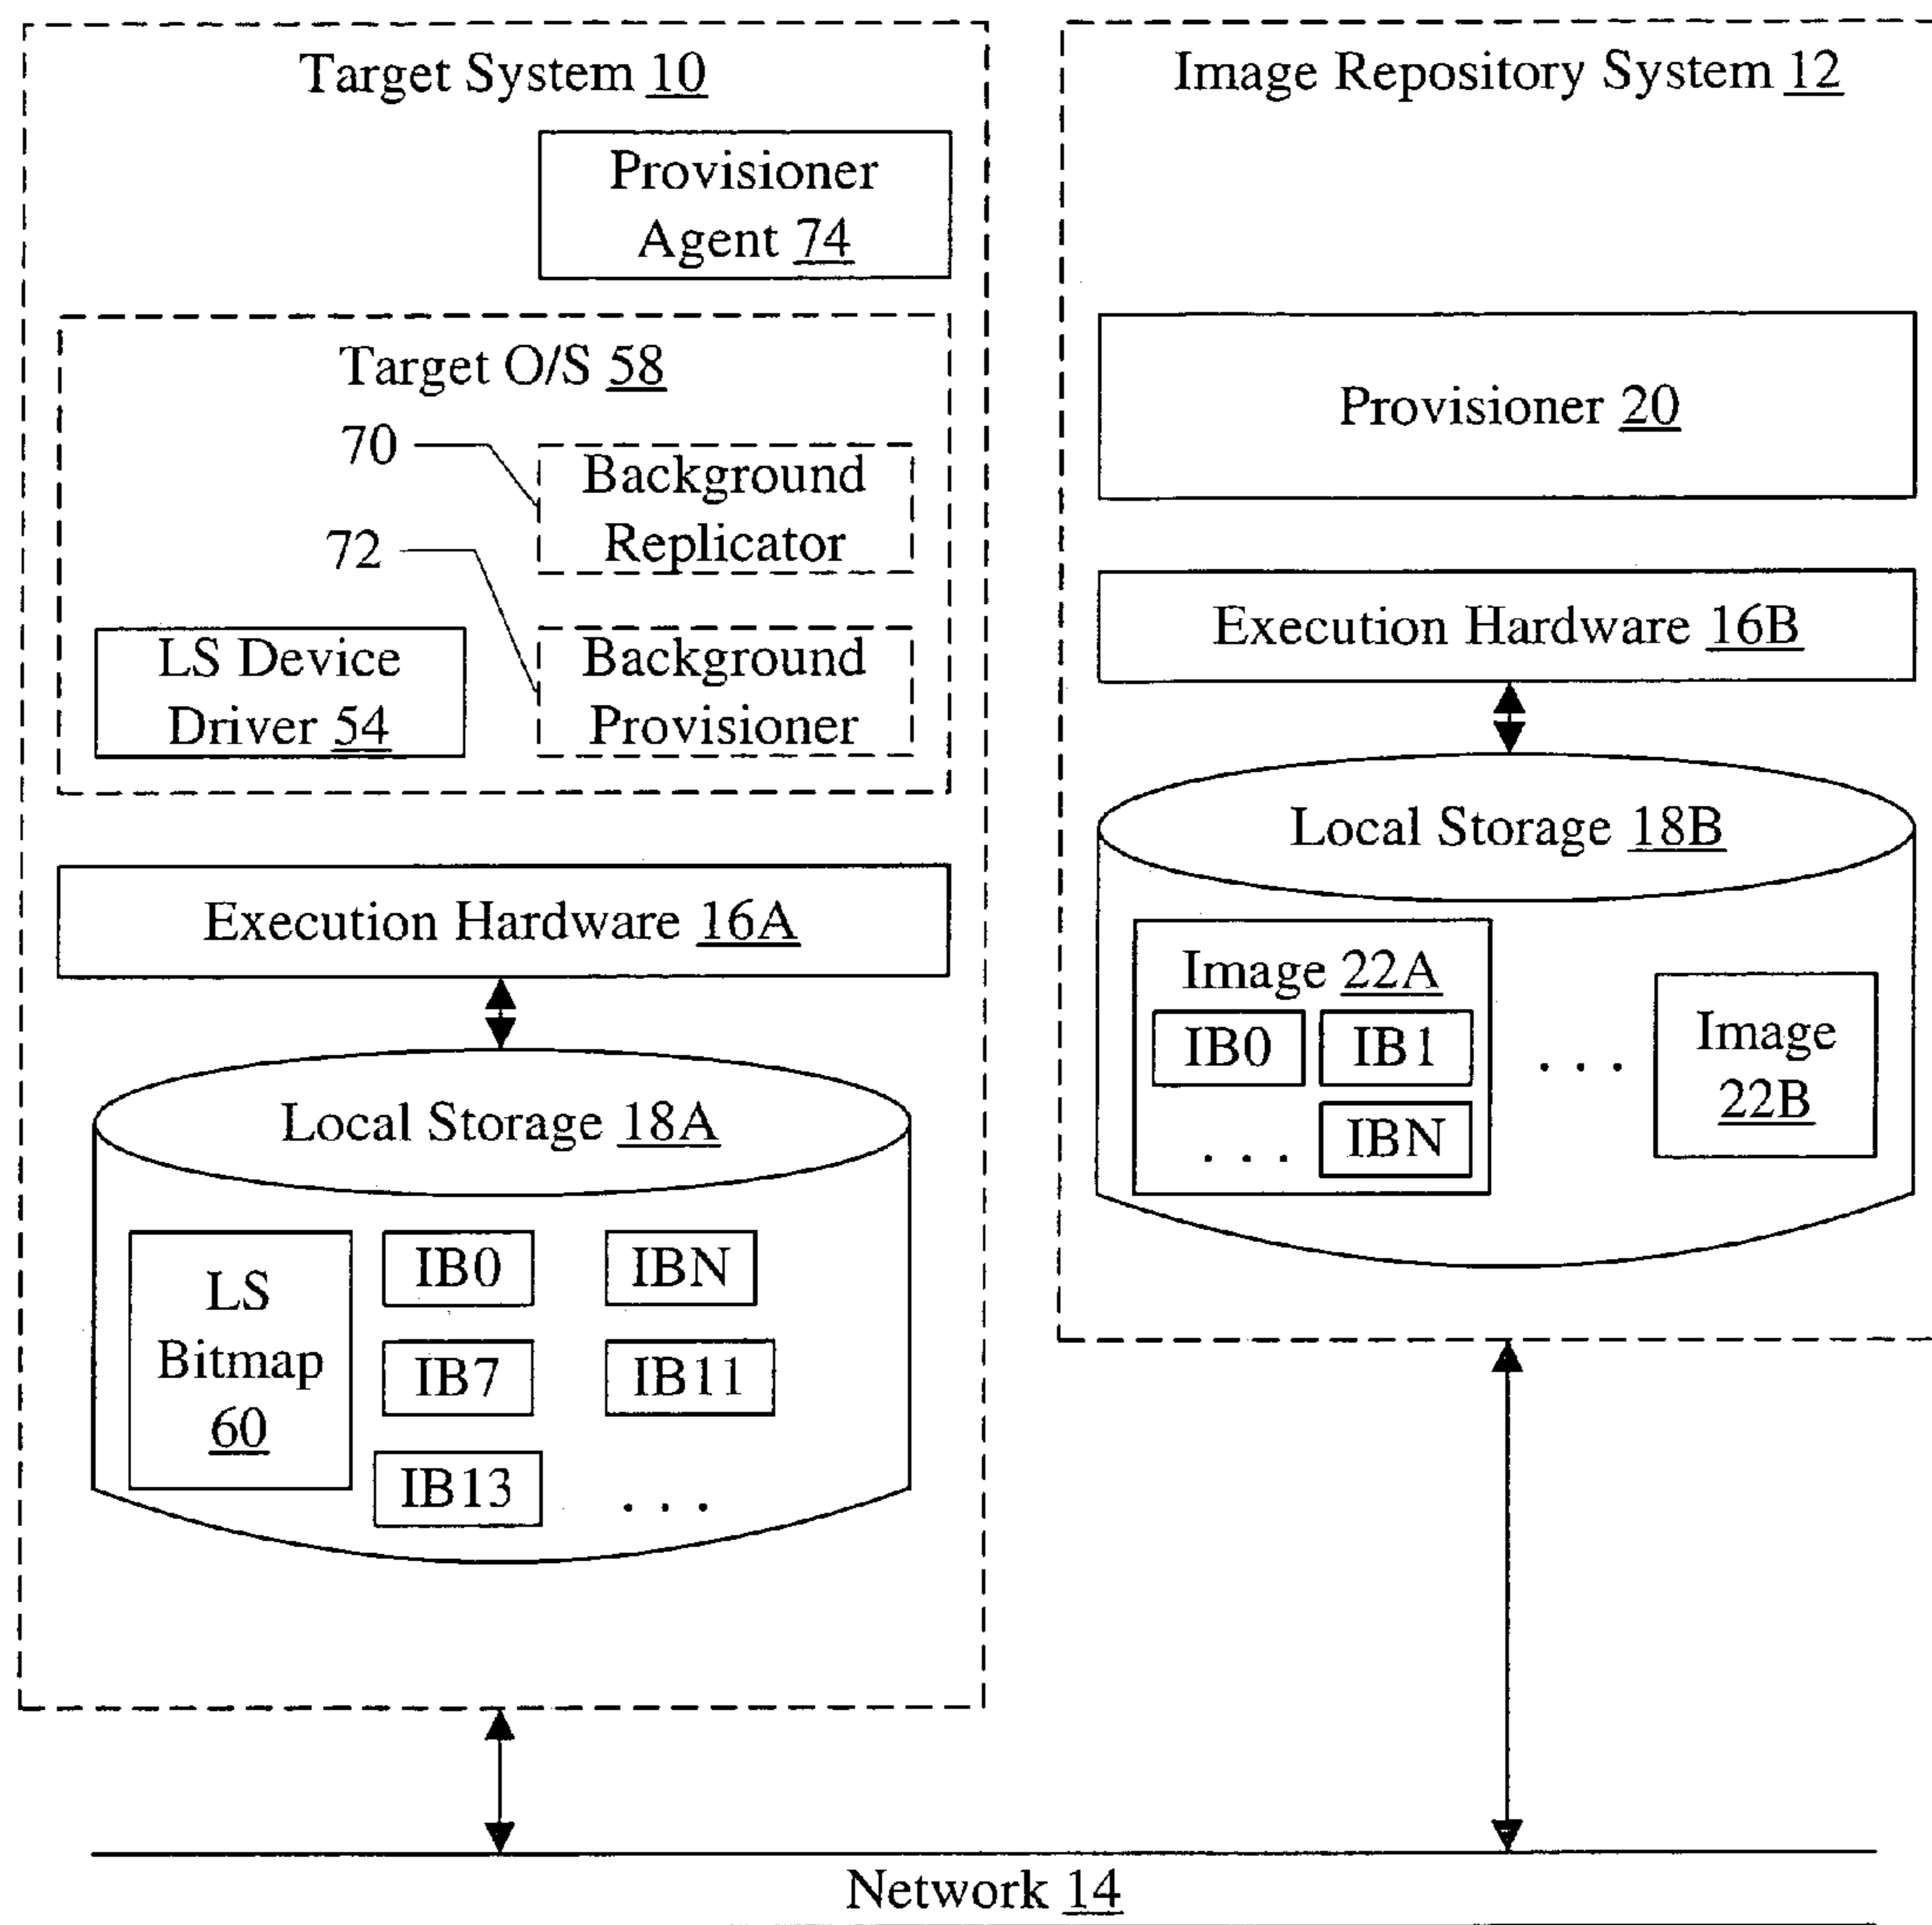 Target System 10
Provisioner
Agent 74
Target O/S 58
70
Background
Replicator
72
LS Device
Driver 54
Background
Provisioner
Execution Hardware 16A
Local Storage 18A
LS
Bitmap
60
IB0
IBN
IB7
IB11
IB13
. . .
Image Repository System 12
Provisioner 20
Execution Hardware 16B
Local Storage 18B
Image 22A
IB0
IB1
. . .
IBN
. . .
Image
22B
Network 14